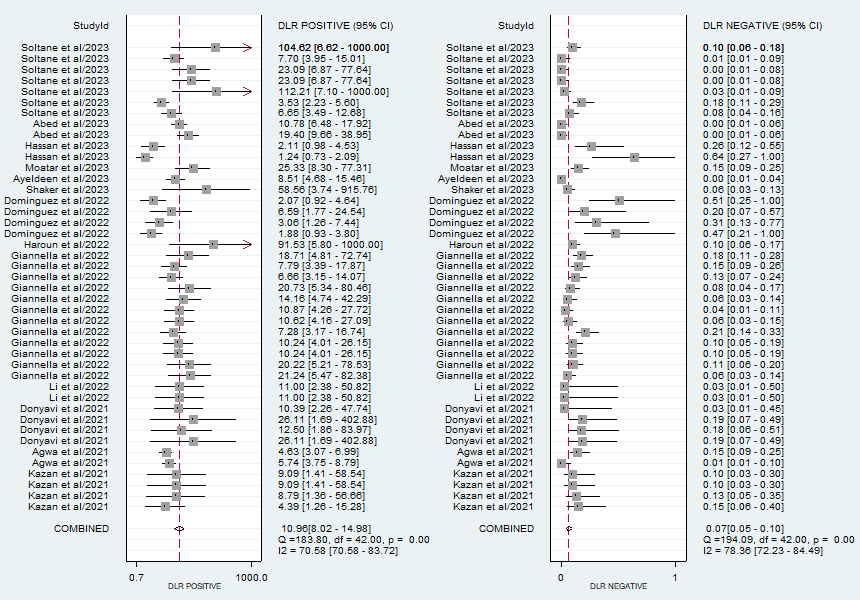 StudyId DLR POSITIVE (95% CI) StudyId DLR NEGATIVE (95% CI)
Soltane et al/2023 104.62 [6.62 - 1000.00] Soltane et al/2023 0.10 [0.06 - 0.18]
Soltane et al/2023 7.70 [3.95 - 15.01] Soltane et al/2023 0.01 [0.01 - 0.09]
Soltane et al/2023 23.09 [6.87 - 77.64] Soltane et al/2023 0.00 [0.01 - 0.08]
Soltane et al/2023 23.09 [6.87 - 77.64] Soltane et al/2023 0.00 [0.01 - 0.08]
Soltane et al/2023 112.21 [7.10 - 1000.00] Soltane et al/2023 0.03 [0.01 - 0.09]
Soltane et al/2023 3.53 [2.23 - 5.60] Soltane et al/2023 0.18 [0.11 - 0.29]
Soltane et al/2023 6.65 [3.49 - 12.68] Soltane et al/2023 0.08 [0.04 - 0.16]
Abed et al/2023 10.78 [6.48 - 17.92] Abed et al/2023 0.00 [0.01 - 0.06]
Abed et al/2023 19.40 [9.66 - 38.95] Abed et al/2023 0.00 [0.01 - 0.06]
Hassan et al/2023 2.11 [0.98 - 4.53] Hassan et al/2023 0.26 [0.12 - 0.55]
Hassan et al/2023 1.24 [0.73 - 2.09] Hassan et al/2023 0.64 [0.27 - 1.00]
Moatar et al/2023 25.33 [8.30 - 77.31] Moatar et al/2023 0.15 [0.09 - 0.25]
Ayeldeen et al/2023 8.51 [4.68 - 15.46] Ayeldeen et al/2023 0.00 [0.01 - 0.04]
Shaker et al/2023 58.56 [3.74 - 915.76] Shaker et al/2023 0.06 [0.03 - 0.13]
Dominguez et al/2022 2.07 [0.92 - 4.64] Dominguez et al/2022 0.51 [0.25 - 1.00]
Dominguez et al/2022 6.59 [1.77 - 24.54] Dominguez et al/2022 0.20 [0.07 - 0.57]
Dominguez et al/2022 3.06 [1.26 - 7.44] Dominguez et al/2022 0.31 [0.13 - 0.77]
Dominguez et al/2022 1.88 [0.93 - 3.80] Dominguez et al/2022 0.47 [0.21 - 1.00]
Haroun et al/2022 91.53 [5.80 - 1000.00] Haroun et al/2022 0.10 [0.06 - 0.17]
Giannella et al/2022 18.71 [4.81 - 72.74] Giannella et al/2022 0.18 [0.11 - 0.28]
Giannella et al/2022 7.79 [3.39 - 17.87] Giannella et al/2022 0.15 [0.09 - 0.26]
Giannella et al/2022 6.66 [3.15 - 14.07] Giannella et al/2022 0.13 [0.07 - 0.24]
Giannella et al/2022 20.73 [5.34 - 80.46] Giannella et al/2022 0.08 [0.04 - 0.17]
Giannella et al/2022 14.16 [4.74 - 42.29] Giannella et al/2022 0.06 [0.03 - 0.14]
Giannella et al/2022 10.87 [4.26 - 27.72] Giannella et al/2022 0.04 [0.01 - 0.11]
Giannella et al/2022 10.62 [4.16 - 27.09] Giannella et al/2022 0.06 [0.03 - 0.15]
Giannella et al/2022 7.28 [3.17 - 16.74] Giannella et al/2022 0.21 [0.14 - 0.33]
Giannella et al/2022 10.24 [4.01 - 26.15] Giannella et al/2022 0.10 [0.05 - 0.19]
Giannella et al/2022 10.24 [4.01 - 26.15] Giannella et al/2022 0.10 [0.05 - 0.19]
Giannella et al/2022 20.22 [5.21 - 78.53] Giannella et al/2022 0.11 [0.06 - 0.20]
Giannella et al/2022 21.24 [5.47 - 82.38] Giannella et al/2022 0.06 [0.03 - 0.14]
Li et al/2022 11.00 [2.38 - 50.82] Li et al/2022 0.03 [0.01 - 0.50]
Li et al/2022 11.00 [2.38 - 50.82] Li et al/2022 0.03 [0.01 - 0.50]
Donyavi et al/2021 10.39 [2.26 - 47.74] Donyavi et al/2021 0.03 [0.01 - 0.45]
Donyavi et al/2021 26.11 [1.69 - 402.88] Donyavi et al/2021 0.19 [0.07 - 0.49]
Donyavi et al/2021 12.50 [1.86 - 83.97] Donyavi et al/2021 0.18 [0.06 - 0.51]
Donyavi et al/2021 26.11 [1.69 - 402.88] Donyavi et al/2021 0.19 [0.07 - 0.49]
Agwa et al/2021 4.63 [3.07 - 6.99] Agwa et al/2021 0.15 [0.09 - 0.25]
Agwa et al/2021 5.74 [3.75 - 8.79] Agwa et al/2021 0.01 [0.01 - 0.10]
Kazan et al/2021 9.09 [1.41 - 58.54] Kazan et al/2021 0.10 [0.03 - 0.30]
Kazan et al/2021 9.09 [1.41 - 58.54] Kazan et al/2021 0.10 [0.03 - 0.30]
Kazan et al/2021 8.79 [1.36 - 56.66] Kazan et al/2021 0.13 [0.05 - 0.35]
Kazan et al/2021 4.39 [1.26 - 15.28] Kazan et al/2021 0.15 [0.06 - 0.40]
COMBINED 10.96[8.02 - 14.98] COMBINED 0.07[0.05 - 0.10]
Q =183.80, df = 42.00, p = 0.00 Q =194.09, df = 42.00, p = 0.00
I2 = 70.58 [70.58 - 83.72] I2 = 78.36 [72.23 - 84.49]
0.7 1000.0 0 1
DLR POSITIVE DLR NEGATIVE